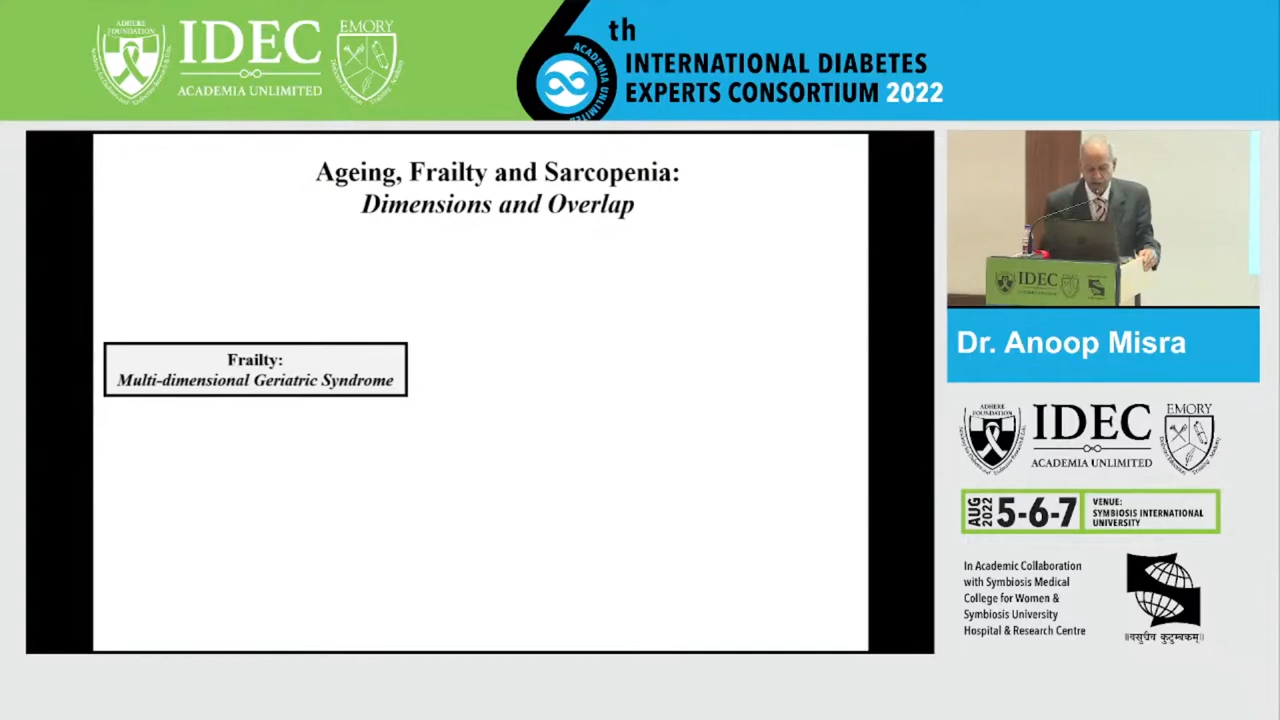 ADHERE
FOUNDATION
IDEC
ACADEMIA UNLIMITED
EMORY
6th
ACADEMIA UNLIMITED
INTERNATIONAL DIABETES
EXPERTS CONSORTIUM 2022
Ageing, Frailty and Sarcopenia:
Dimensions and Overlap
Frailty:
Multi-dimensional Geriatric Syndrome
IDEC
Dr. Anoop Misra
ADHERE
FOUNDATION
IDEC
ACADEMIA UNLIMITED
EMORY
AUG
2022
5-6-7
VENUE:
SYMBIOSIS INTERNATIONAL
UNIVERSITY
In Academic Collaboration
with Symbiosis Medical
College for Women &
Symbiosis University
Hospital & Research Centre
॥वसुधैव कुटुम्बकम्॥